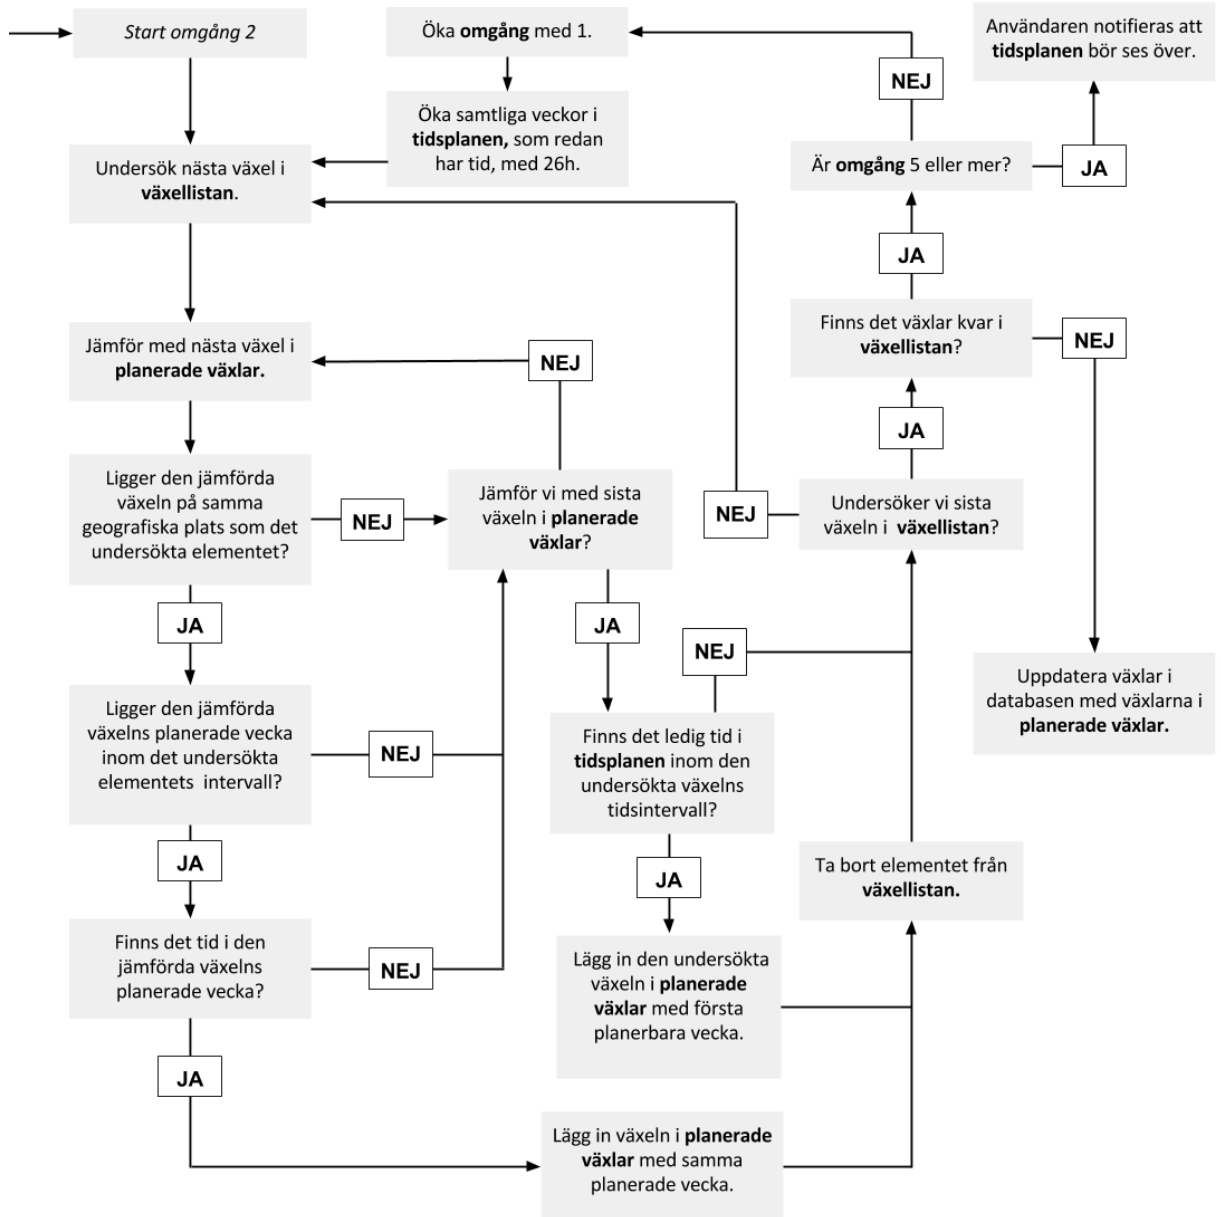 Start omgång 2
Öka omgång med 1.
Användaren notifieras att
tidsplanen bör ses över.
NEJ
Öka samtliga veckor i
tidsplanen, som redan
har tid, med 26h.
Undersök nästa växel i
växellistan.
Är omgång 5 eller mer?
JA
JA
Finns det växlar kvar i
växellistan?
NEJ
Jämför med nästa växel i
planerade växlar.
NEJ
JA
Ligger den jämförda
växeln på samma
geografiska plats som det
undersökta elementet?
NEJ
Jämför vi med sista
växeln i planerade
växlar?
NEJ
Undersöker vi sista
växeln i växellistan?
JA
JA
NEJ
Ligger den jämförda
växelns planerade vecka
inom det undersökta
elementets intervall?
NEJ
Finns det ledig tid i
tidsplanen inom den
undersökta växelns
tidsintervall?
Uppdatera växlar i
databasen med växlarna i
planerade växlar.
JA
JA
Ta bort elementet från
växellistan.
Finns det tid i den
jämförda växelns
planerade vecka?
NEJ
Lägg in den undersökta
växeln i planerade
växlar med första
planerbara vecka.
JA
Lägg in växeln i planerade
växlar med samma
planerade vecka.